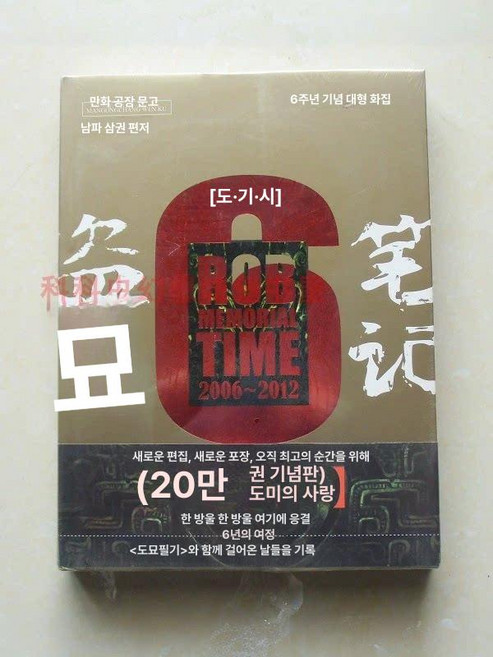 만화 공장 문고
남파 삼권 편저
6주년 기념 대형 화집
[도·기·시]
6
묘
笔记
ROB
MEMORIAL
TIME
2006~2012
새로운 편집, 새로운 포장, 오직 최고의 순간을 위해
(20만 권 기념판)
도미의 사랑】
한 방울 한 방울 여기에 응결
6년의 여정
<도묘필기>와 함께 걸어온 날들을 기록